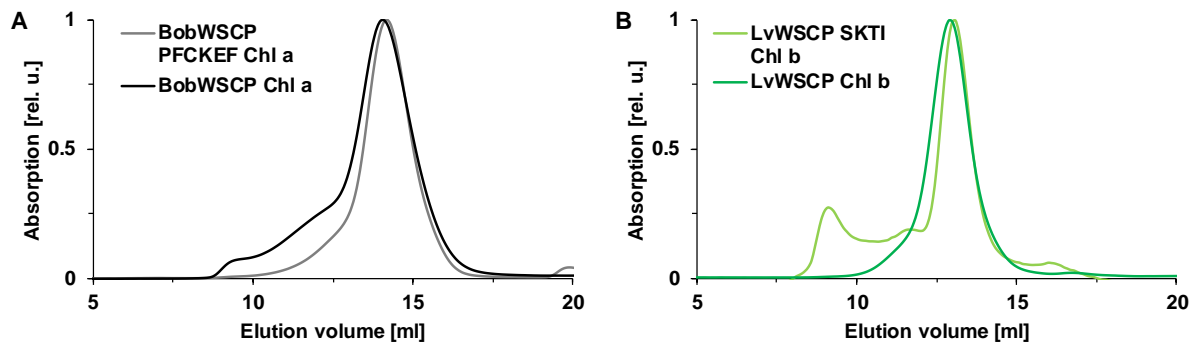 A
BobWSCP
PFCKEF Chl a
BobWSCP Chl a
Absorption [rel. u.]
1
0.5
0
5
10
15
20
Elution volume [ml]
B
LvWSCP SKTI
Chl b
LvWSCP Chl b
Absorption [rel. u.]
1
0.5
0
5
10
15
20
Elution volume [ml]